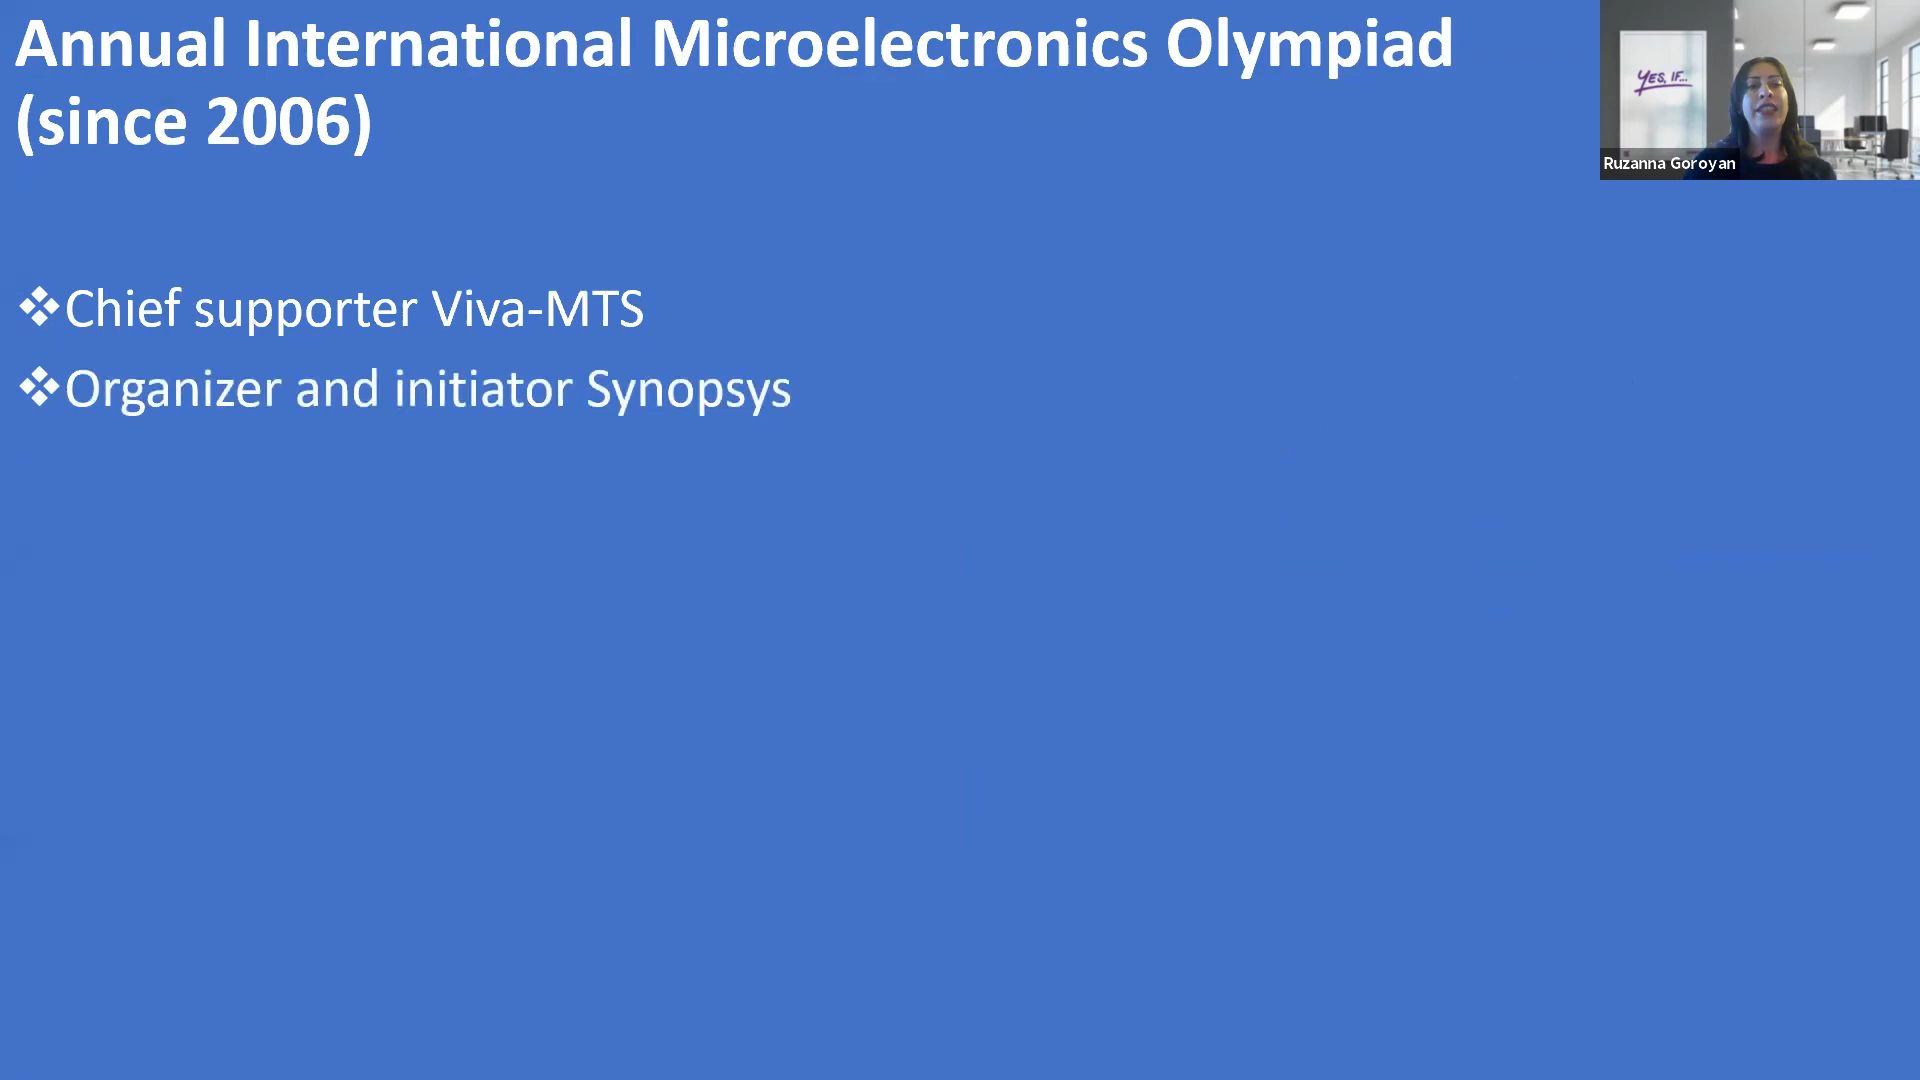 Annual International Microelectronics Olympiad
(since 2006)
YES, IF...
Ruzanna Goroyan
❖Chief supporter Viva-MTS
❖Organizer and initiator Synopsys